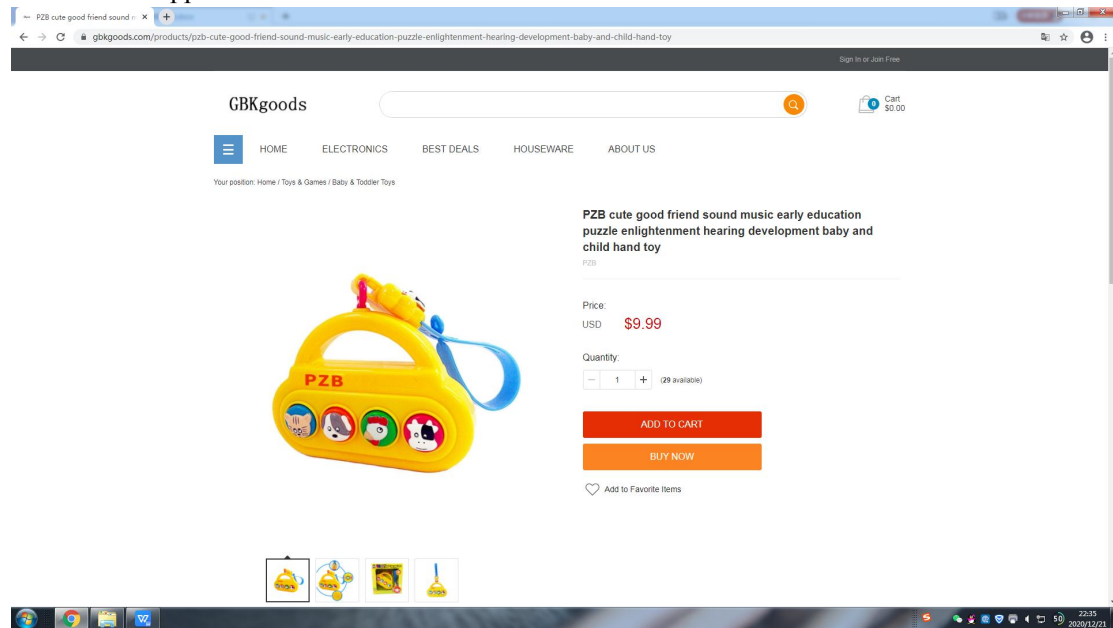 PZB cute good friend sound m
gbkgoods.com/products/pzb-cute-good-friend-sound-music-early-education-puzzle-enlightenment-hearing-development-baby-and-child-hand-toy
Sign In or Join Free
GBKgoods
0
Cart
$0.00
HOME ELECTRONICS BEST DEALS HOUSEWARE ABOUT US
Your position: Home / Toys & Games / Baby & Toddler Toys
PZB cute good friend sound music early education
puzzle enlightenment hearing development baby and
child hand toy
PZB
Price:
USD $9.99
Quantity:
1 (29 available)
ADD TO CART
BUY NOW
Add to Favorite Items
PZB
50
22:35
2020/12/21